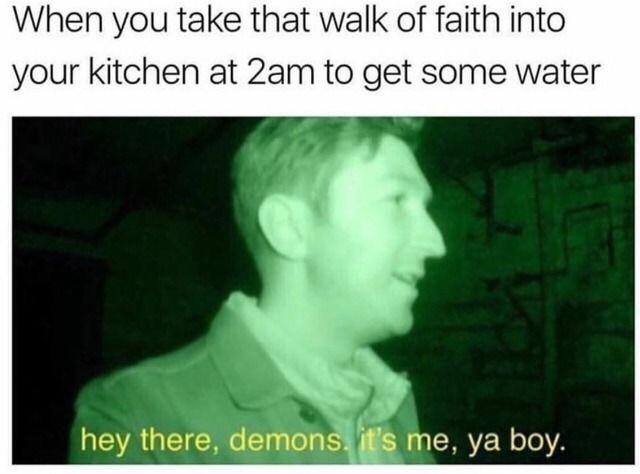 When you take that walk of faith into
your kitchen at 2am to get some water
hey there, demons. it's me, ya boy.